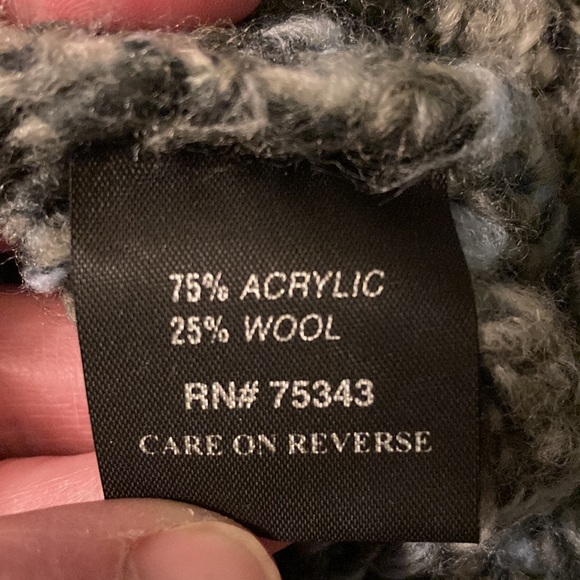 75% ACRYLIC
25% WOOL
RN# 75343
CARE ON REVERSE